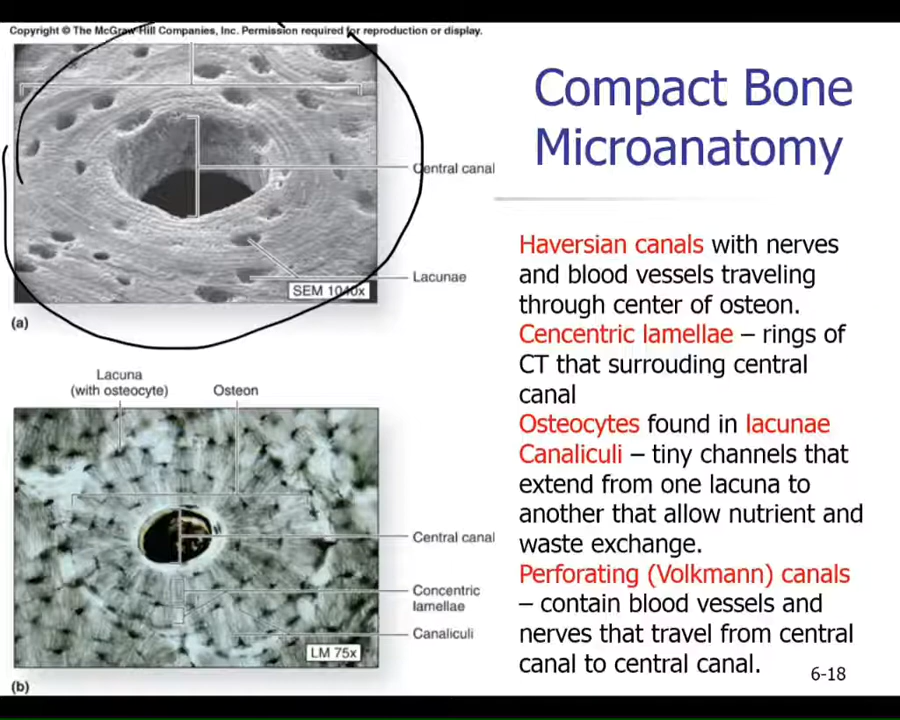 Copyright © The McGraw-Hill Companies, Inc. Permission required for reproduction or display.
Central canal
Lacunae
SEM 1040x
(a)
Lacuna
(with osteocyte)
Osteon
Central canal
Concentric
lamellae
Canaliculi
LM 75x
(b)
Compact Bone
Microanatomy
Haversian canals with nerves
and blood vessels traveling
through center of osteon.
Cencentric lamellae – rings of
CT that surrouding central
canal
Osteocytes found in lacunae
Canaliculi – tiny channels that
extend from one lacuna to
another that allow nutrient and
waste exchange.
Perforating (Volkmann) canals
– contain blood vessels and
nerves that travel from central
canal to central canal.
6-18